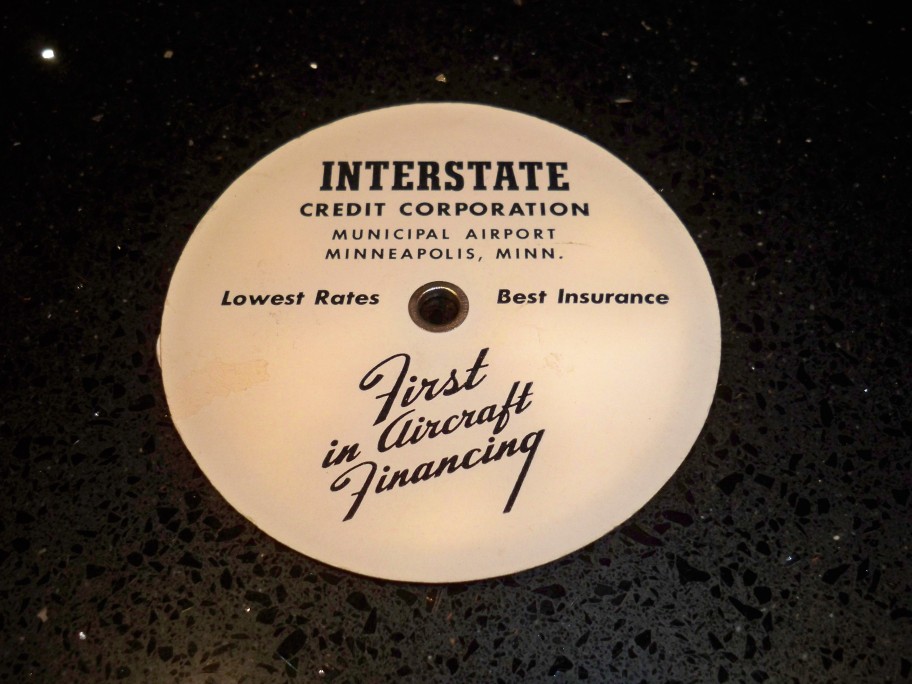 INTERSTATE
CREDIT CORPORATION
MUNICIPAL AIRPORT
MINNEAPOLIS, MINN.
Lowest Rates Best Insurance
First
in Aircraft
Financing